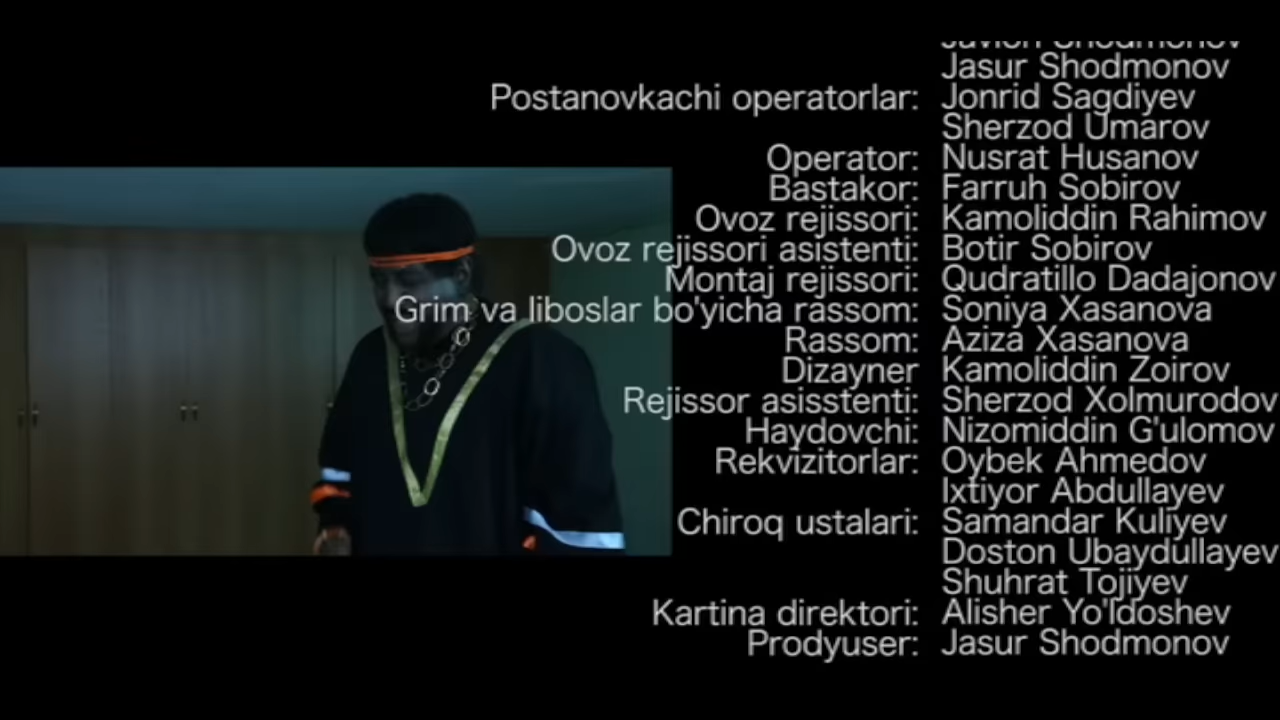 Jasur Shodmonov
Postanovkachi operatorlar: Jonrid Sagdiyev
Sherzod Umarov
Operator: Nusrat Husanov
Bastakor: Farruh Sobirov
Ovoz rejissori: Kamoliddin Rahimov
Ovoz rejissori asistenti: Botir Sobirov
Montaj rejissori: Qudratillo Dadajonov
Grim va liboslar bo'yicha rassom: Soniya Xasanova
Rassom: Aziza Xasanova
Dizayner Kamoliddin Zoirov
Rejissor asisstenti: Sherzod Xolmurodov
Haydovchi: Nizomiddin G'ulomov
Rekvizitorlar: Oybek Ahmedov
Ixtiyor Abdullayev
Chiroq ustalari: Samandar Kuliyev
Doston Ubaydullayev
Shuhrat Tojiyev
Kartina direktori: Alisher Yo'ldoshev
Prodyuser: Jasur Shodmonov